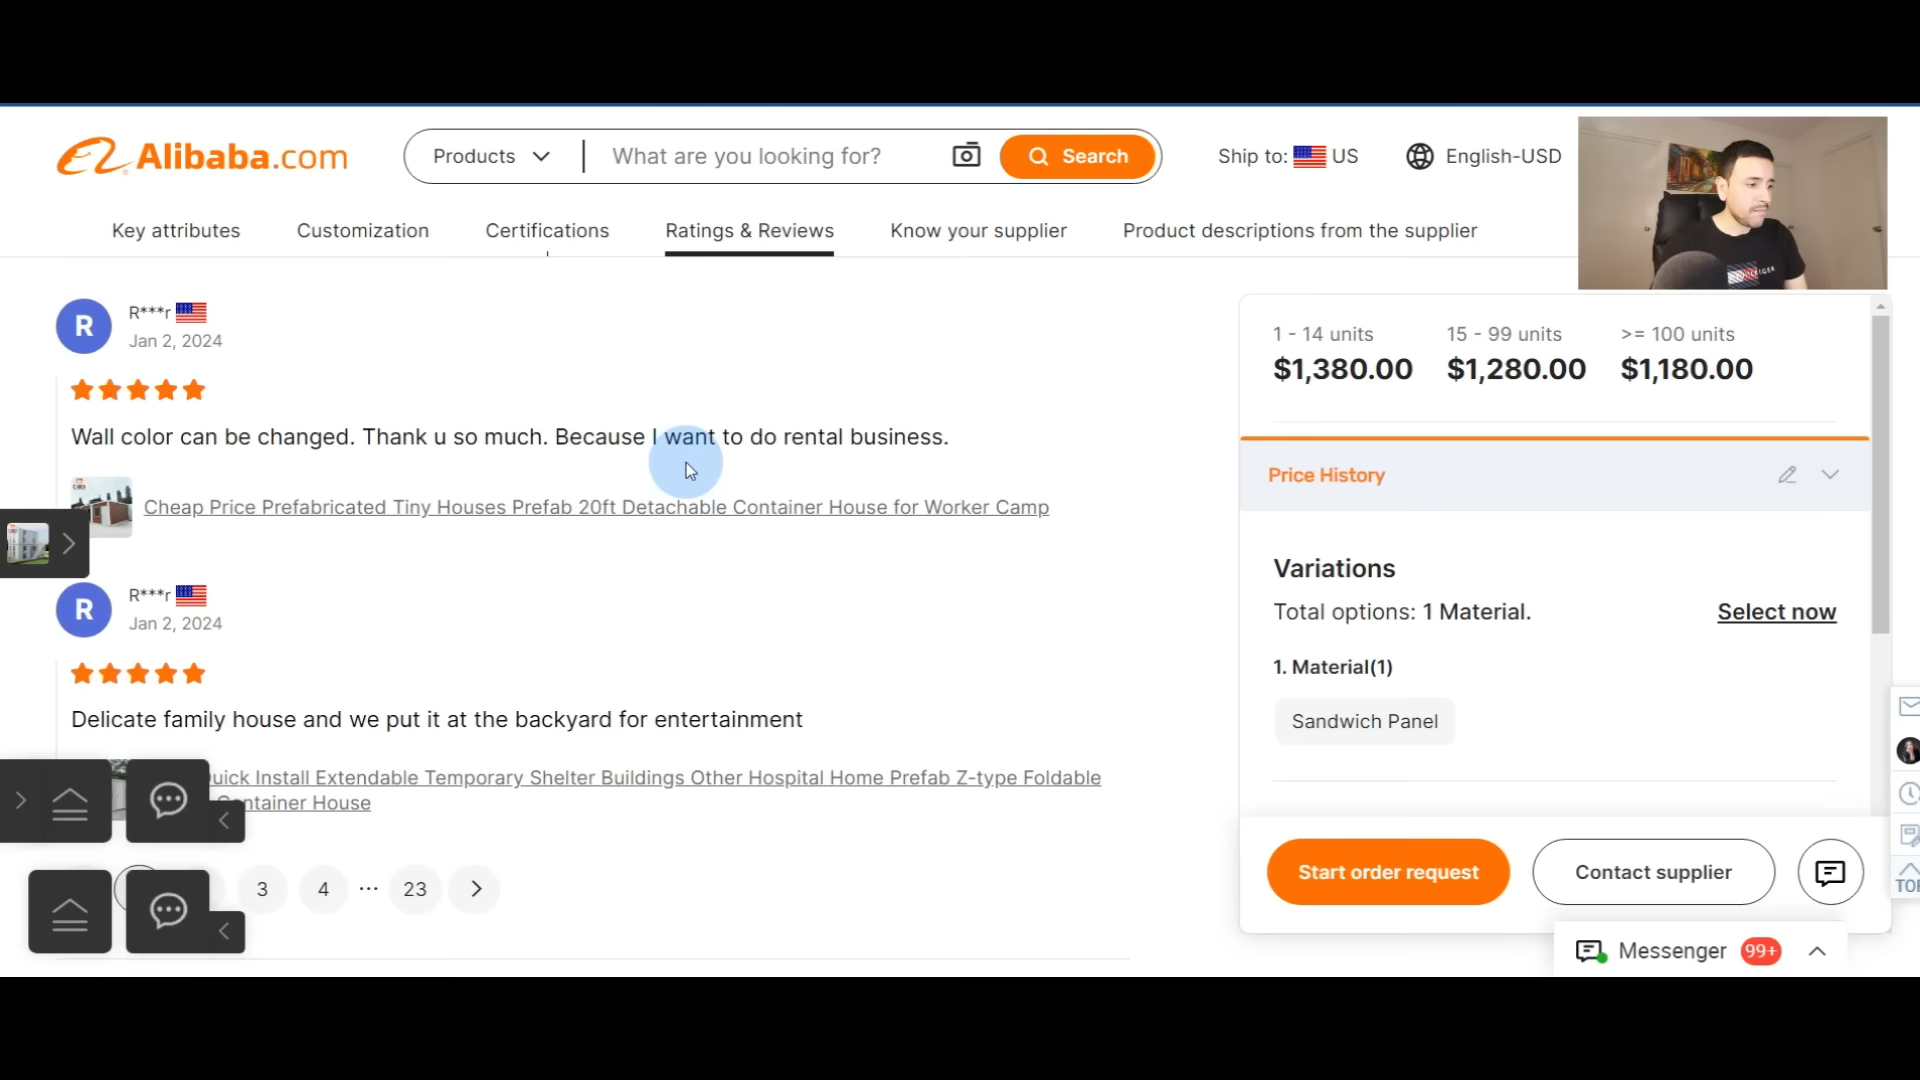 Alibaba.com
Products
What are you looking for?
Search
Ship to: US
English-USD
Key attributes
Customization
Certifications
Ratings & Reviews
Know your supplier
Product descriptions from the supplier
R
R***r
Jan 2, 2024
Wall color can be changed. Thank u so much. Because I want to do rental business.
Cheap Price Prefabricated Tiny Houses Prefab 20ft Detachable Container House for Worker Camp
R
R***r
Jan 2, 2024
Delicate family house and we put it at the backyard for entertainment
uick Install Extendable Temporary Shelter Buildings Other Hospital Home Prefab Z-type Foldable
ontainer House
3
4
···
23
1 - 14 units
$1,380.00
15 - 99 units
$1,280.00
>= 100 units
$1,180.00
Price History
Variations
Total options: 1 Material.
Select now
1. Material(1)
Sandwich Panel
Start order request
Contact supplier
Messenger
99+
TOP